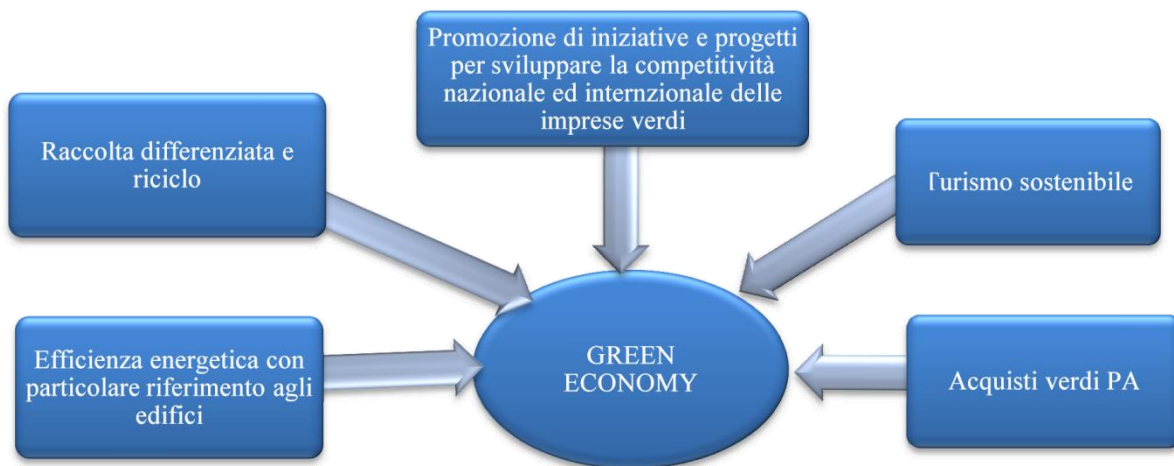 Promozione di iniziative e progetti
per sviluppare la competitività
nazionale ed internzionale delle
imprese verdi
Raccolta differenziata e
riciclo
Turismo sostenibile
Efficienza energetica con
particolare riferimento agli
edifici
GREEN
ECONOMY
Acquisti verdi PA